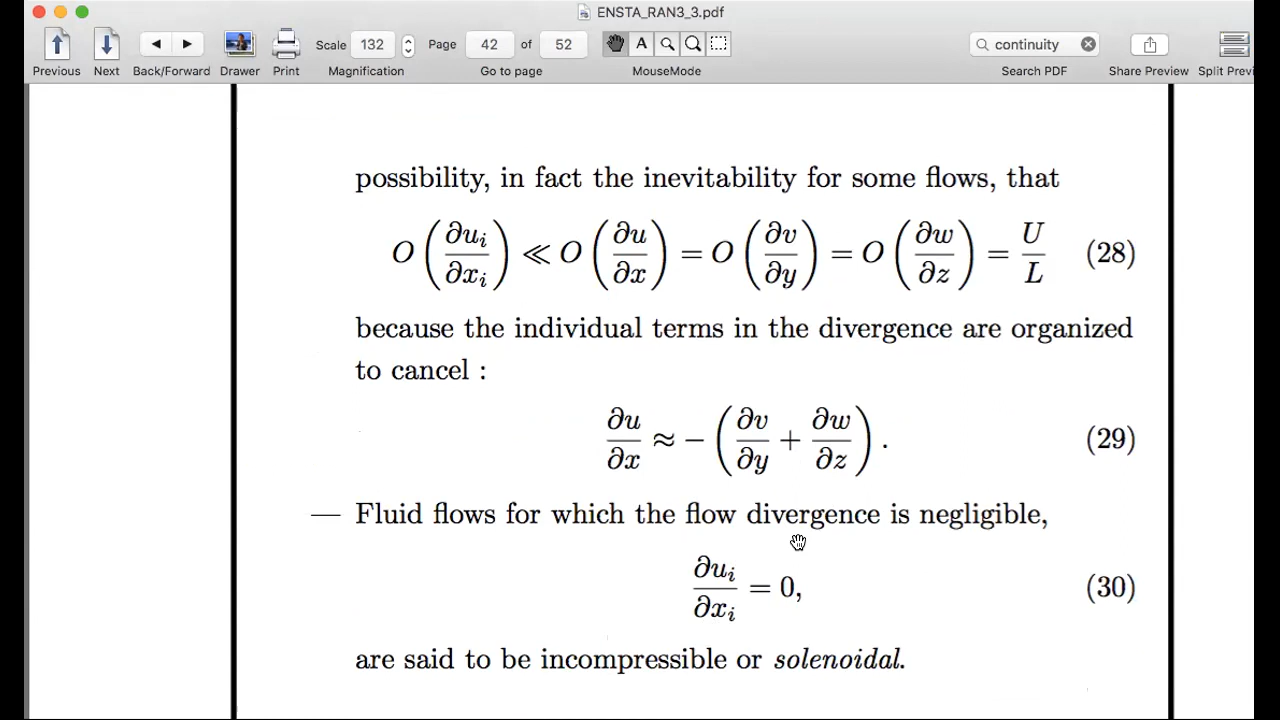 ENSTA_RAN3_3.pdf
Scale 132 Page 42 of 52 A continuity
Previous Next Back/Forward Drawer Print Magnification Go to page MouseMode Search PDF Share Preview Split Previ
possibility, in fact the inevitability for some flows, that
O(∂u_i/∂x_i) ≪ O(∂u/∂x) = O(∂v/∂y) = O(∂w/∂z) = U/L (28)
because the individual terms in the divergence are organized
to cancel :
∂u/∂x ≈ −(∂v/∂y + ∂w/∂z). (29)
— Fluid flows for which the flow divergence is negligible,
∂u_i/∂x_i = 0, (30)
are said to be incompressible or solenoidal.